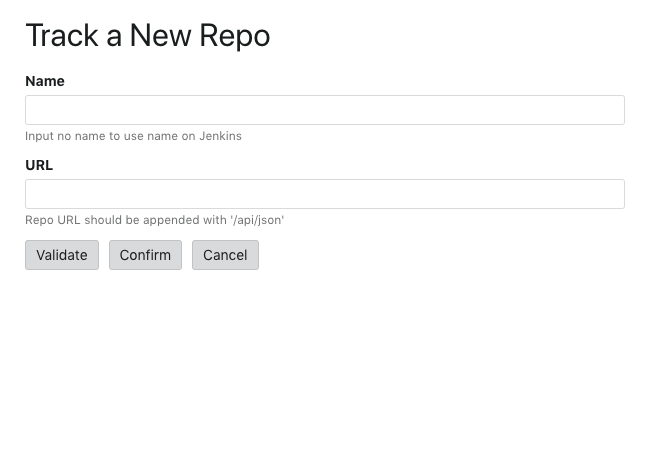 Track a New Repo
Name
Input no name to use name on Jenkins
URL
Repo URL should be appended with '/api/json'
Validate Confirm Cancel